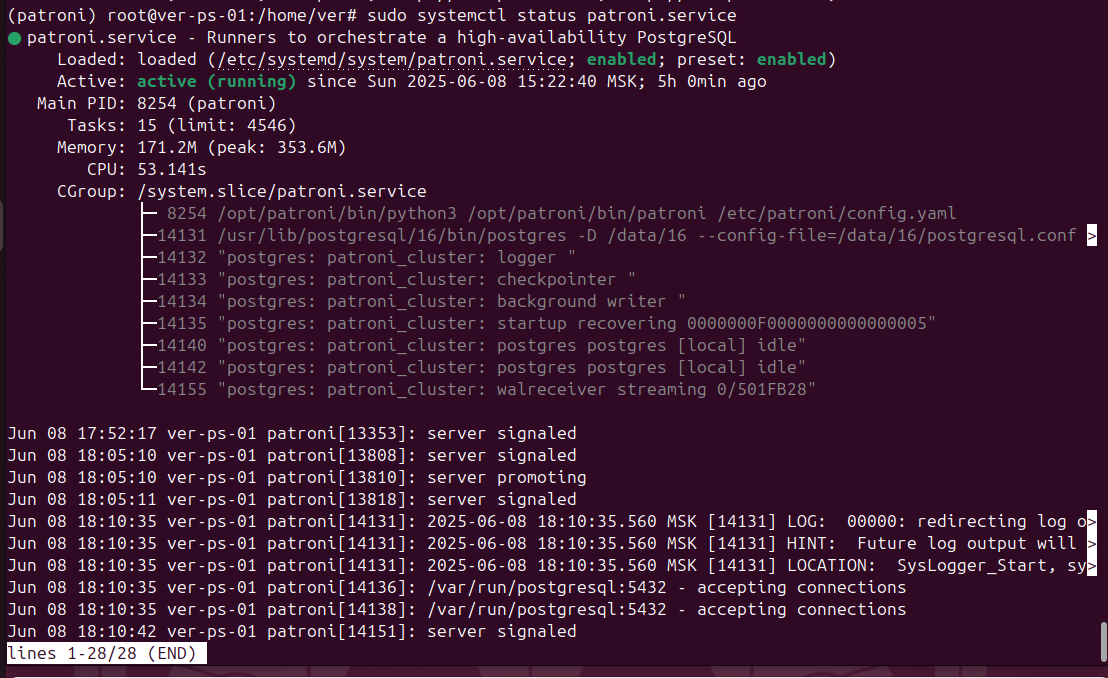 (patroni) root@ver-ps-01:/home/ver# sudo systemctl status patroni.service
● patroni.service - Runners to orchestrate a high-availability PostgreSQL
     Loaded: loaded (/etc/systemd/system/patroni.service; enabled; preset: enabled)
     Active: active (running) since Sun 2025-06-08 15:22:40 MSK; 5h 0min ago
   Main PID: 8254 (patroni)
      Tasks: 15 (limit: 4546)
     Memory: 171.2M (peak: 353.6M)
        CPU: 53.141s
     CGroup: /system.slice/patroni.service
             ├─ 8254 /opt/patroni/bin/python3 /opt/patroni/bin/patroni /etc/patroni/config.yaml
             ├─14131 /usr/lib/postgresql/16/bin/postgres -D /data/16 --config-file=/data/16/postgresql.conf >
             ├─14132 "postgres: patroni_cluster: logger "
             ├─14133 "postgres: patroni_cluster: checkpointer "
             ├─14134 "postgres: patroni_cluster: background writer "
             ├─14135 "postgres: patroni_cluster: startup recovering 0000000F0000000000000005"
             ├─14140 "postgres: patroni_cluster: postgres postgres [local] idle"
             ├─14142 "postgres: patroni_cluster: postgres postgres [local] idle"
             └─14155 "postgres: patroni_cluster: walreceiver streaming 0/501FB28"
Jun 08 17:52:17 ver-ps-01 patroni[13353]: server signaled
Jun 08 18:05:10 ver-ps-01 patroni[13808]: server signaled
Jun 08 18:05:10 ver-ps-01 patroni[13810]: server promoting
Jun 08 18:05:11 ver-ps-01 patroni[13818]: server signaled
Jun 08 18:10:35 ver-ps-01 patroni[14131]: 2025-06-08 18:10:35.560 MSK [14131] LOG:  00000: redirecting log o>
Jun 08 18:10:35 ver-ps-01 patroni[14131]: 2025-06-08 18:10:35.560 MSK [14131] HINT:  Future log output will >
Jun 08 18:10:35 ver-ps-01 patroni[14131]: 2025-06-08 18:10:35.560 MSK [14131] LOCATION:  SysLogger_Start, sy>
Jun 08 18:10:35 ver-ps-01 patroni[14136]: /var/run/postgresql:5432 - accepting connections
Jun 08 18:10:35 ver-ps-01 patroni[14138]: /var/run/postgresql:5432 - accepting connections
Jun 08 18:10:42 ver-ps-01 patroni[14151]: server signaled
lines 1-28/28 (END)